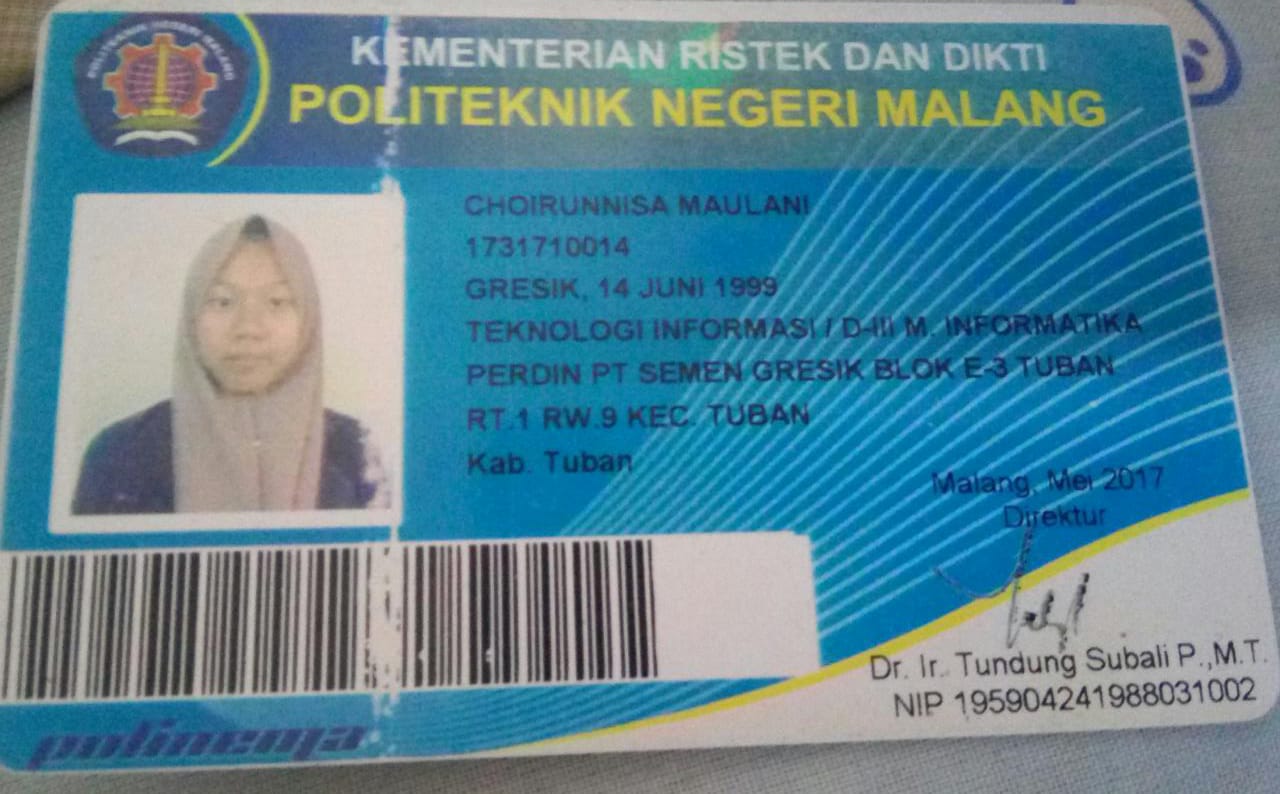 POLITEKNIK NEGERI MALANG
KEMENTERIAN RISTEK DAN DIKTI
POLITEKNIK NEGERI MALANG
CHOIRUNNISA MAULANI
1731710014
GRESIK, 14 JUNI 1999
TEKNOLOGI INFORMASI / D-III M. INFORMATIKA
PERDIN PT SEMEN GRESIK BLOK E-3 TUBAN
RT.1 RW.9 KEC. TUBAN
Kab. Tuban
Malang, Mei 2017
Direktur
Dr. Ir. Tundung Subali P.,M.T.
NIP 195904241988031002
polinema